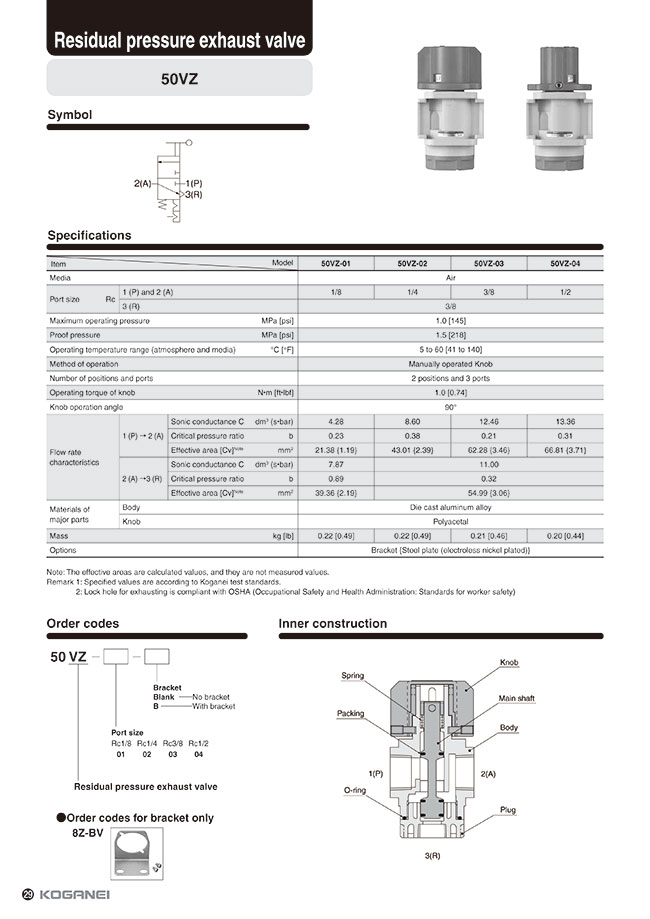 Residual pressure exhaust valve
50VZ
Symbol
2(A) 1(P)
3(R)
Specifications
Item Model 50VZ-01 50VZ-02 50VZ-03 50VZ-04
Media Air
Port size Rc 1 (P) and 2 (A) 1/8 1/4 3/8 1/2
3 (R) 3/8
Maximum operating pressure MPa [psi] 1.0 [145]
Proof pressure MPa [psi] 1.5 [218]
Operating temperature range (atmosphere and media) °C [°F] 5 to 60 [41 to 140]
Method of operation Manually operated Knob
Number of positions and ports 2 positions and 3 ports
Operating torque of knob N•m [ft•lbf] 1.0 [0.74]
Knob operation angle 90°
Flow rate characteristics 1 (P) → 2 (A) Sonic conductance C dm³ (s•bar) 4.28 8.60 12.46 13.36
Critical pressure ratio b 0.23 0.38 0.21 0.31
Effective area [Cv]note mm² 21.38 {1.19} 43.01 {2.39} 62.28 {3.46} 66.81 {3.71}
2 (A) →3 (R) Sonic conductance C dm³ (s•bar) 7.87 11.00
Critical pressure ratio b 0.89 0.32
Effective area [Cv]note mm² 39.36 {2.19} 54.99 {3.06}
Materials of major parts Body Die cast aluminum alloy
Knob Polyacetal
Mass kg [lb] 0.22 [0.49] 0.22 [0.49] 0.21 [0.46] 0.20 [0.44]
Options Bracket {Steel plate (electroless nickel plated)}
Note: The effective areas are calculated values, and they are not measured values.
Remark 1: Specified values are according to Koganei test standards.
2: Lock hole for exhausting is compliant with OSHA (Occupational Safety and Health Administration: Standards for worker safety)
Order codes
50 VZ – –
Bracket
Blank No bracket
B With bracket
Port size
Rc1/8 Rc1/4 Rc3/8 Rc1/2
01 02 03 04
Residual pressure exhaust valve
●Order codes for bracket only
8Z-BV
Inner construction
Knob
Spring
Main shaft
Packing
Body
1(P) 2(A)
O-ring
Plug
3(R)
29 KOGANEI